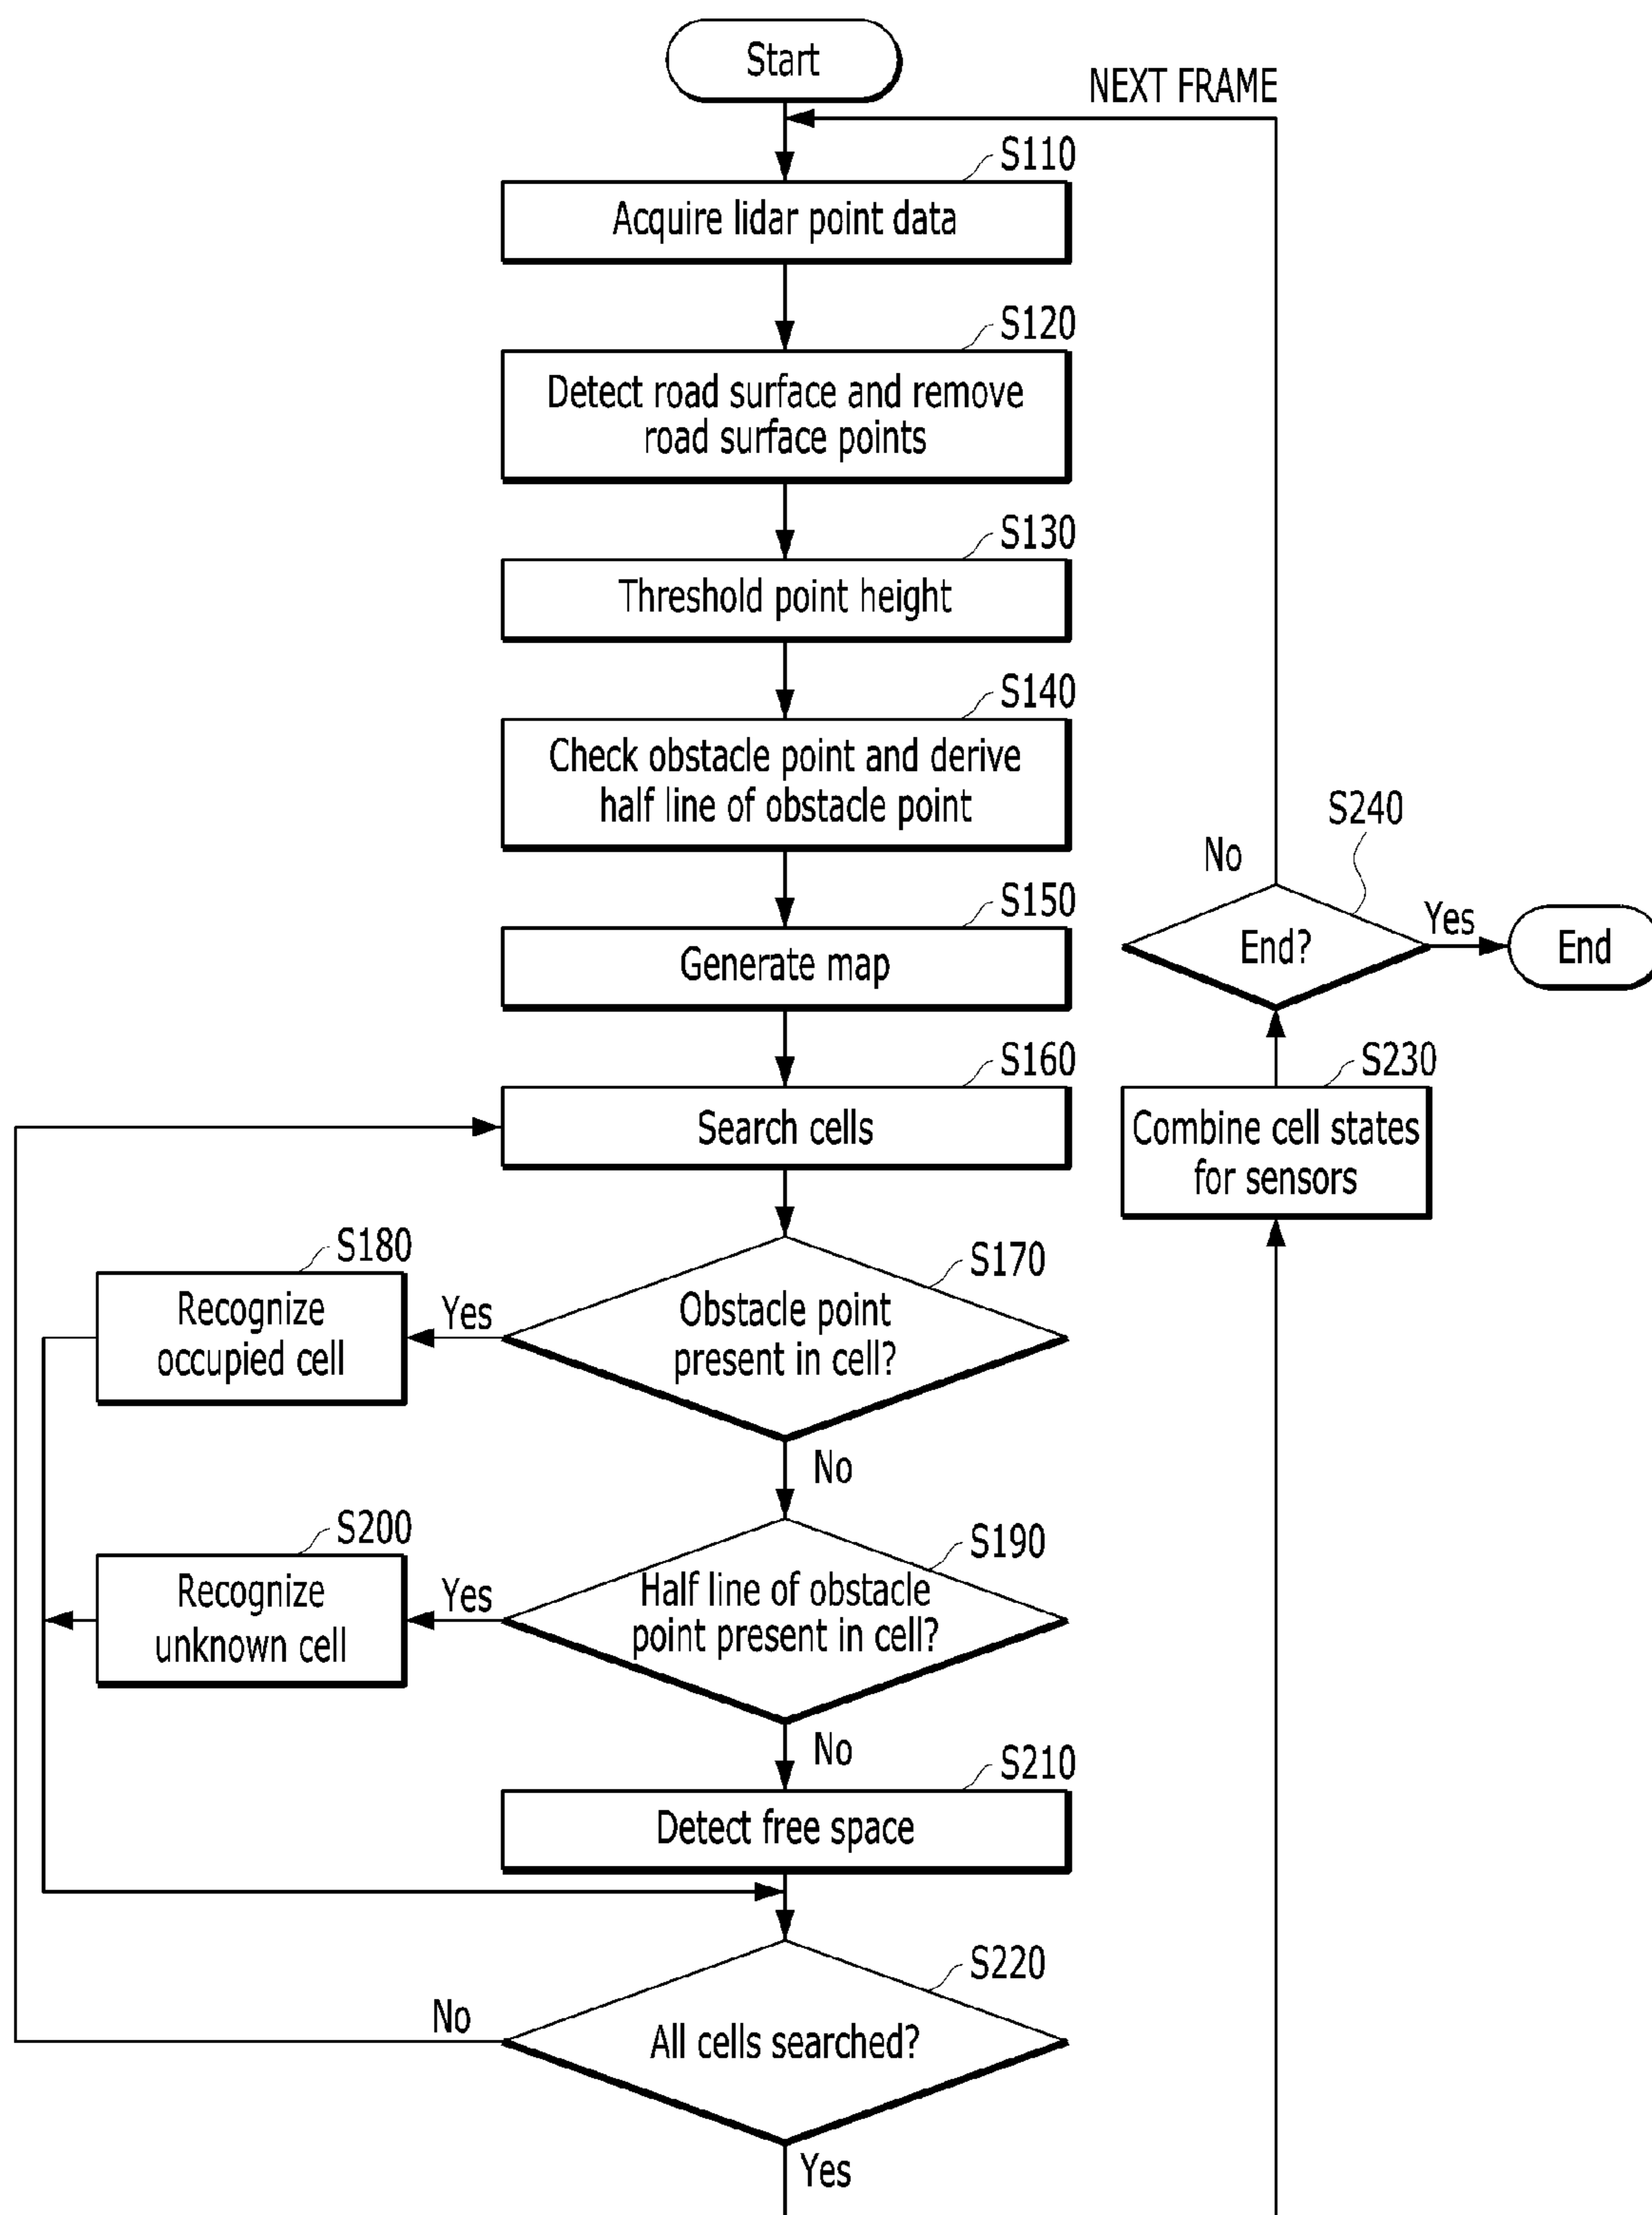 Start
NEXT FRAME
S110
Acquire lidar point data
S120
Detect road surface and remove
road surface points
S130
Threshold point height
S140
Check obstacle point and derive
half line of obstacle point
S150
Generate map
S160
Search cells
S170
Obstacle point
present in cell?
Yes
S180
Recognize
occupied cell
No
S190
Half line of obstacle
point present in cell?
Yes
S200
Recognize
unknown cell
No
S210
Detect free space
S220
All cells searched?
No
Yes
S230
Combine cell states
for sensors
S240
End?
No
Yes
End